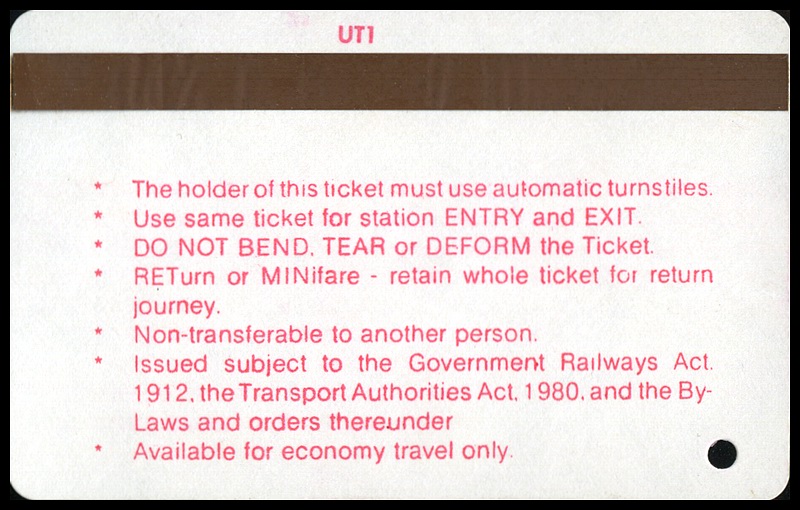 UT1
* The holder of this ticket must use automatic turnstiles.
* Use same ticket for station ENTRY and EXIT.
* DO NOT BEND, TEAR or DEFORM the Ticket.
* RETurn or MINifare - retain whole ticket for return
journey.
* Non-transferable to another person.
* Issued subject to the Government Railways Act.
1912, the Transport Authorities Act, 1980, and the By-
Laws and orders thereunder
* Available for economy travel only.